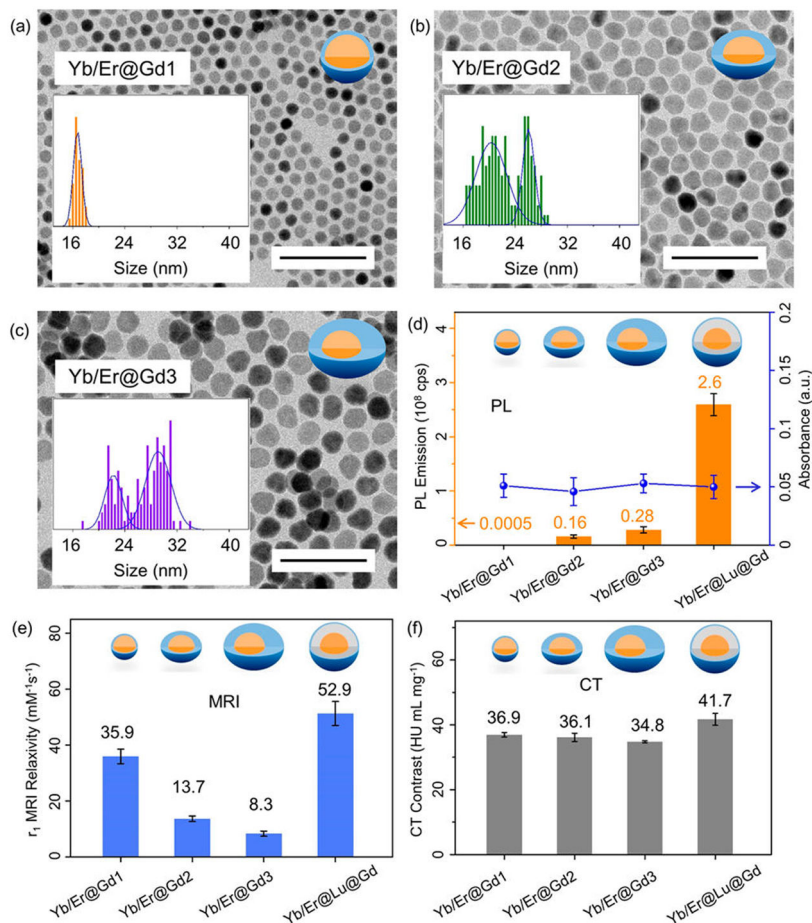 (a)
Yb/Er@Gd1
16 24 32 40
Size (nm)
(b)
Yb/Er@Gd2
16 24 32 40
Size (nm)
(c)
Yb/Er@Gd3
16 24 32 40
Size (nm)
(d)
PL Emission (10⁸ cps)
4
3
2
1
0
PL
0.0005
0.16
0.28
2.6
0.2
0.15
0.1
0.05
0
Absorbance (a.u.)
Yb/Er@Gd1
Yb/Er@Gd2
Yb/Er@Gd3
Yb/Er@Lu@Gd
(e)
r₁ MRI Relaxivity (mM⁻¹s⁻¹)
80
60
40
20
0
MRI
35.9
13.7
8.3
52.9
Yb/Er@Gd1
Yb/Er@Gd2
Yb/Er@Gd3
Yb/Er@Lu@Gd
(f)
CT Contrast (HU mL mg⁻¹)
60
40
20
0
CT
36.9
36.1
34.8
41.7
Yb/Er@Gd1
Yb/Er@Gd2
Yb/Er@Gd3
Yb/Er@Lu@Gd